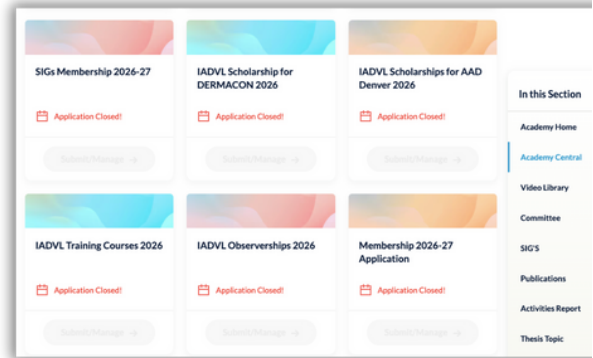 SIGs Membership 2026-27
Application Closed!
Submit/Manage →
IADVL Scholarship for
DERMACON 2026
Application Closed!
Submit/Manage →
IADVL Scholarships for AAD
Denver 2026
Application Closed!
Submit/Manage →
IADVL Training Courses 2026
Application Closed!
Submit/Manage →
IADVL Observerships 2026
Application Closed!
Submit/Manage →
Membership 2026-27
Application
Application Closed!
Submit/Manage →
In this Section
Academy Home
Academy Central
Video Library
Committee
SIG'S
Publications
Activities Report
Thesis Topic